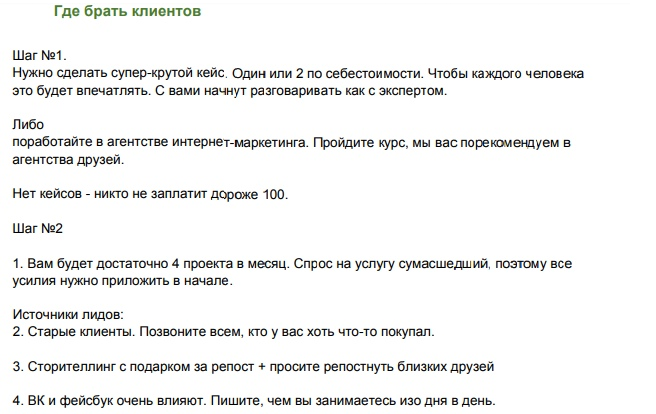 Где брать клиентов
Шаг №1.
Нужно сделать супер-крутой кейс. Один или 2 по себестоимости. Чтобы каждого человека
это будет впечатлять. С вами начнут разговаривать как с экспертом.
Либо
поработайте в агентстве интернет-маркетинга. Пройдите курс, мы вас порекомендуем в
агентства друзей.
Нет кейсов - никто не заплатит дороже 100.
Шаг №2
1. Вам будет достаточно 4 проекта в месяц. Спрос на услугу сумасшедший, поэтому все
усилия нужно приложить в начале.
Источники лидов:
2. Старые клиенты. Позвоните всем, кто у вас хоть что-то покупал.
3. Сторителлинг с подарком за репост + просите репостнуть близких друзей
4. ВК и фейсбук очень влияют. Пишите, чем вы занимаетесь изо дня в день.